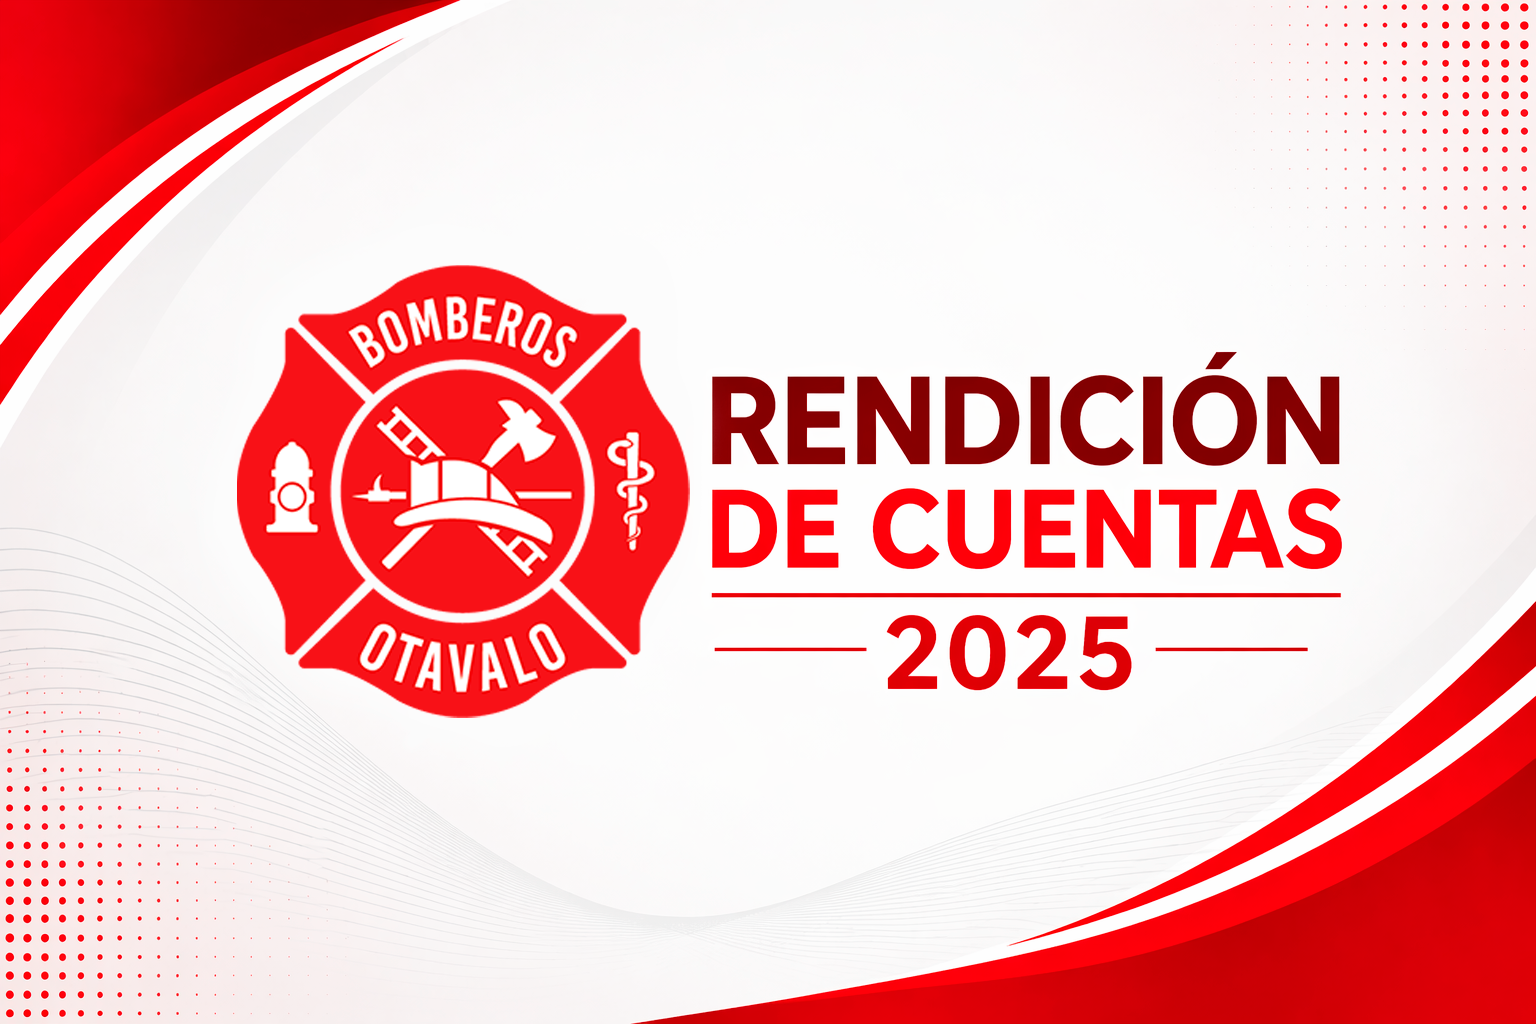 BOMBEROS
OTAVALO
RENDICIÓN
DE CUENTAS
2025